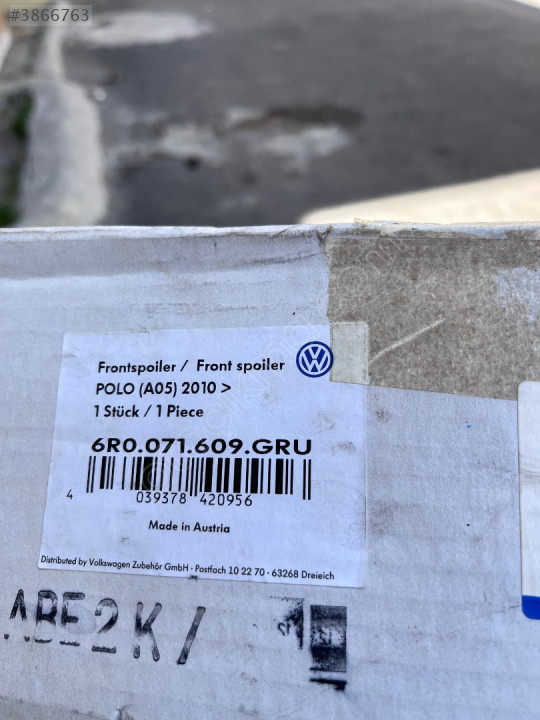 #3866763
Frontspoiler / Front spoiler
POLO (A05) 2010 >
1 Stück / 1 Piece
6R0.071.609.GRU
4 039378 420956
Made in Austria
Distributed by Volkswagen Zubehör GmbH - Postfach 10 22 70 - 63268 Dreieich
ABE2K/